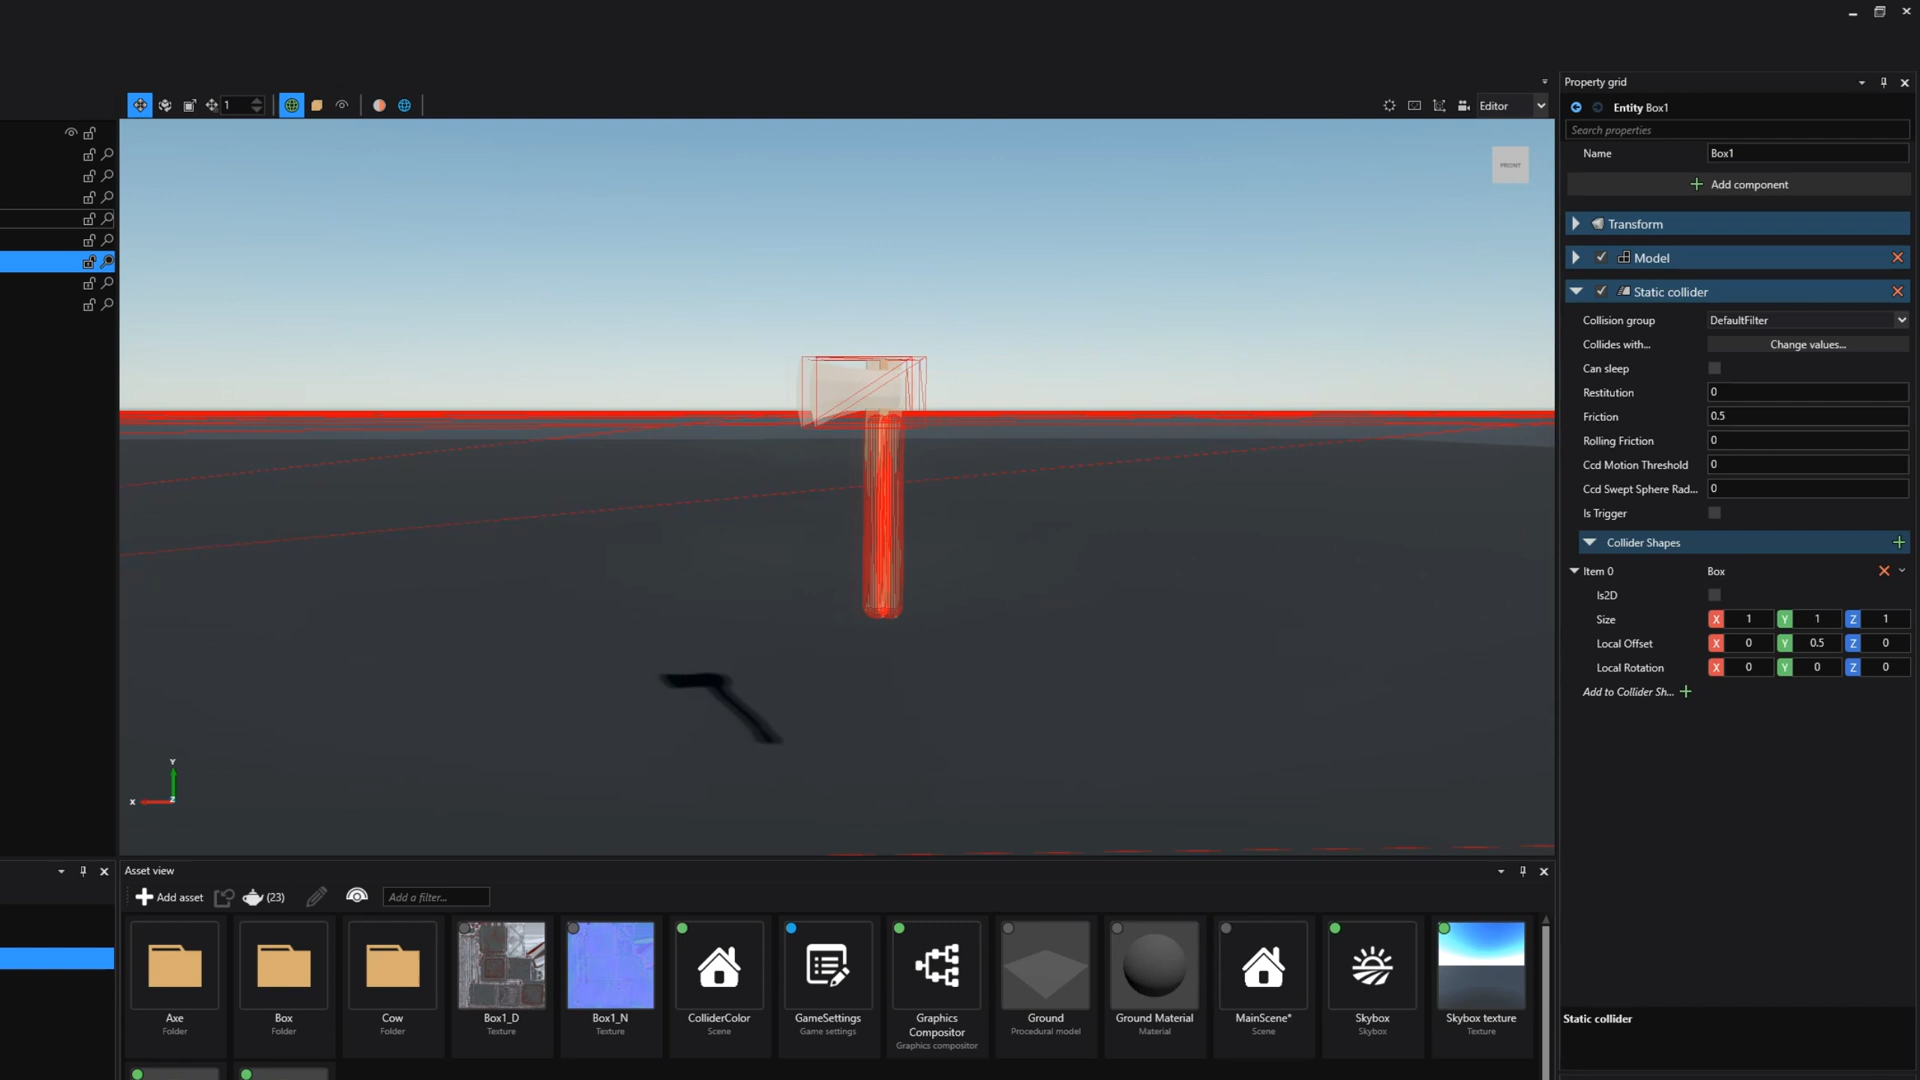 Property grid
1
Editor
Entity Box1
Search properties
FRONT
Name
Box1
Add component
Transform
Model
Static collider
Collision group
DefaultFilter
Collides with...
Change values...
Can sleep
Restitution
0
Friction
0.5
Rolling Friction
0
Ccd Motion Threshold
0
Ccd Swept Sphere Rad...
0
Is Trigger
Collider Shapes
Item 0
Box
Is2D
Size
X 1 Y 1 Z 1
Local Offset
X 0 Y 0.5 Z 0
Local Rotation
X 0 Y 0 Z 0
Add to Collider Sh...
Y
X
Z
Asset view
Add asset
(23)
Add a filter...
Axe
Folder
Box
Folder
Cow
Folder
Box1_D
Texture
Box1_N
Texture
ColliderColor
Scene
GameSettings
Game settings
Graphics
Compositor
Graphics compositor
Ground
Procedural model
Ground Material
Material
MainScene*
Scene
Skybox
Skybox
Skybox texture
Texture
Static collider